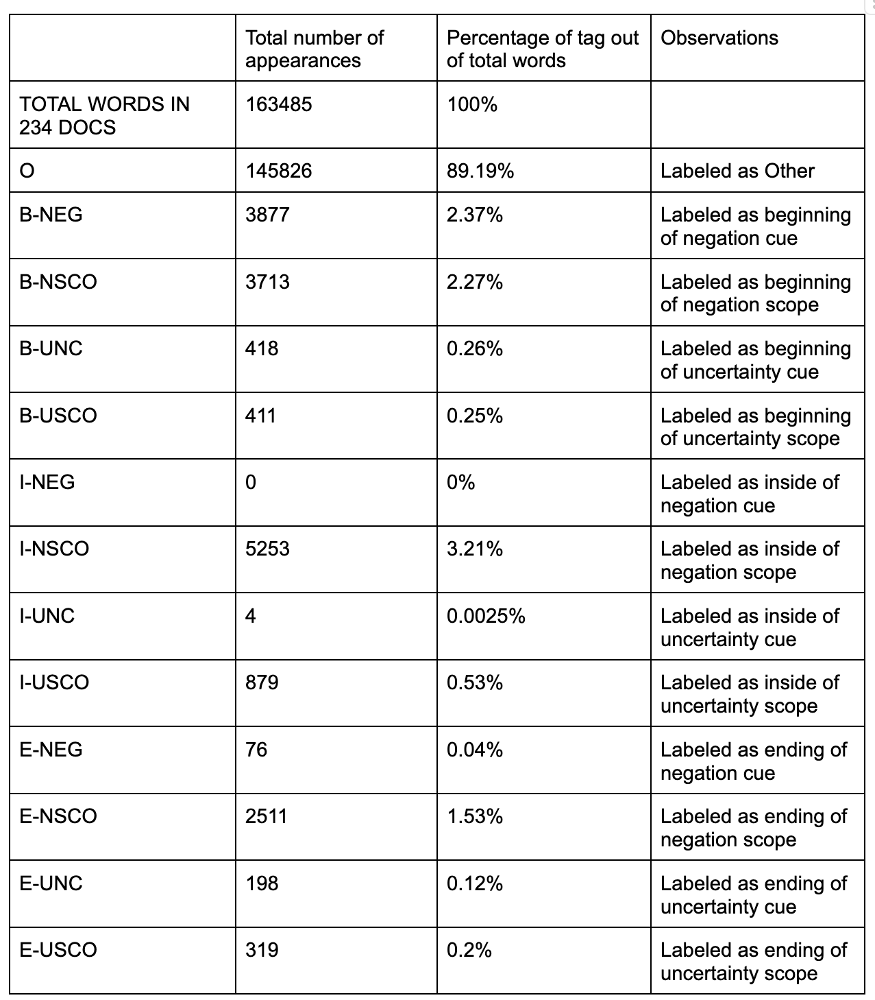 Total number of appearances
Percentage of tag out of total words
Observations
TOTAL WORDS IN 234 DOCS
163485
100%
O
145826
89.19%
Labeled as Other
B-NEG
3877
2.37%
Labeled as beginning of negation cue
B-NSCO
3713
2.27%
Labeled as beginning of negation scope
B-UNC
418
0.26%
Labeled as beginning of uncertainty cue
B-USCO
411
0.25%
Labeled as beginning of uncertainty scope
I-NEG
0
0%
Labeled as inside of negation cue
I-NSCO
5253
3.21%
Labeled as inside of negation scope
I-UNC
4
0.0025%
Labeled as inside of uncertainty cue
I-USCO
879
0.53%
Labeled as inside of uncertainty scope
E-NEG
76
0.04%
Labeled as ending of negation cue
E-NSCO
2511
1.53%
Labeled as ending of negation scope
E-UNC
198
0.12%
Labeled as ending of uncertainty cue
E-USCO
319
0.2%
Labeled as ending of uncertainty scope